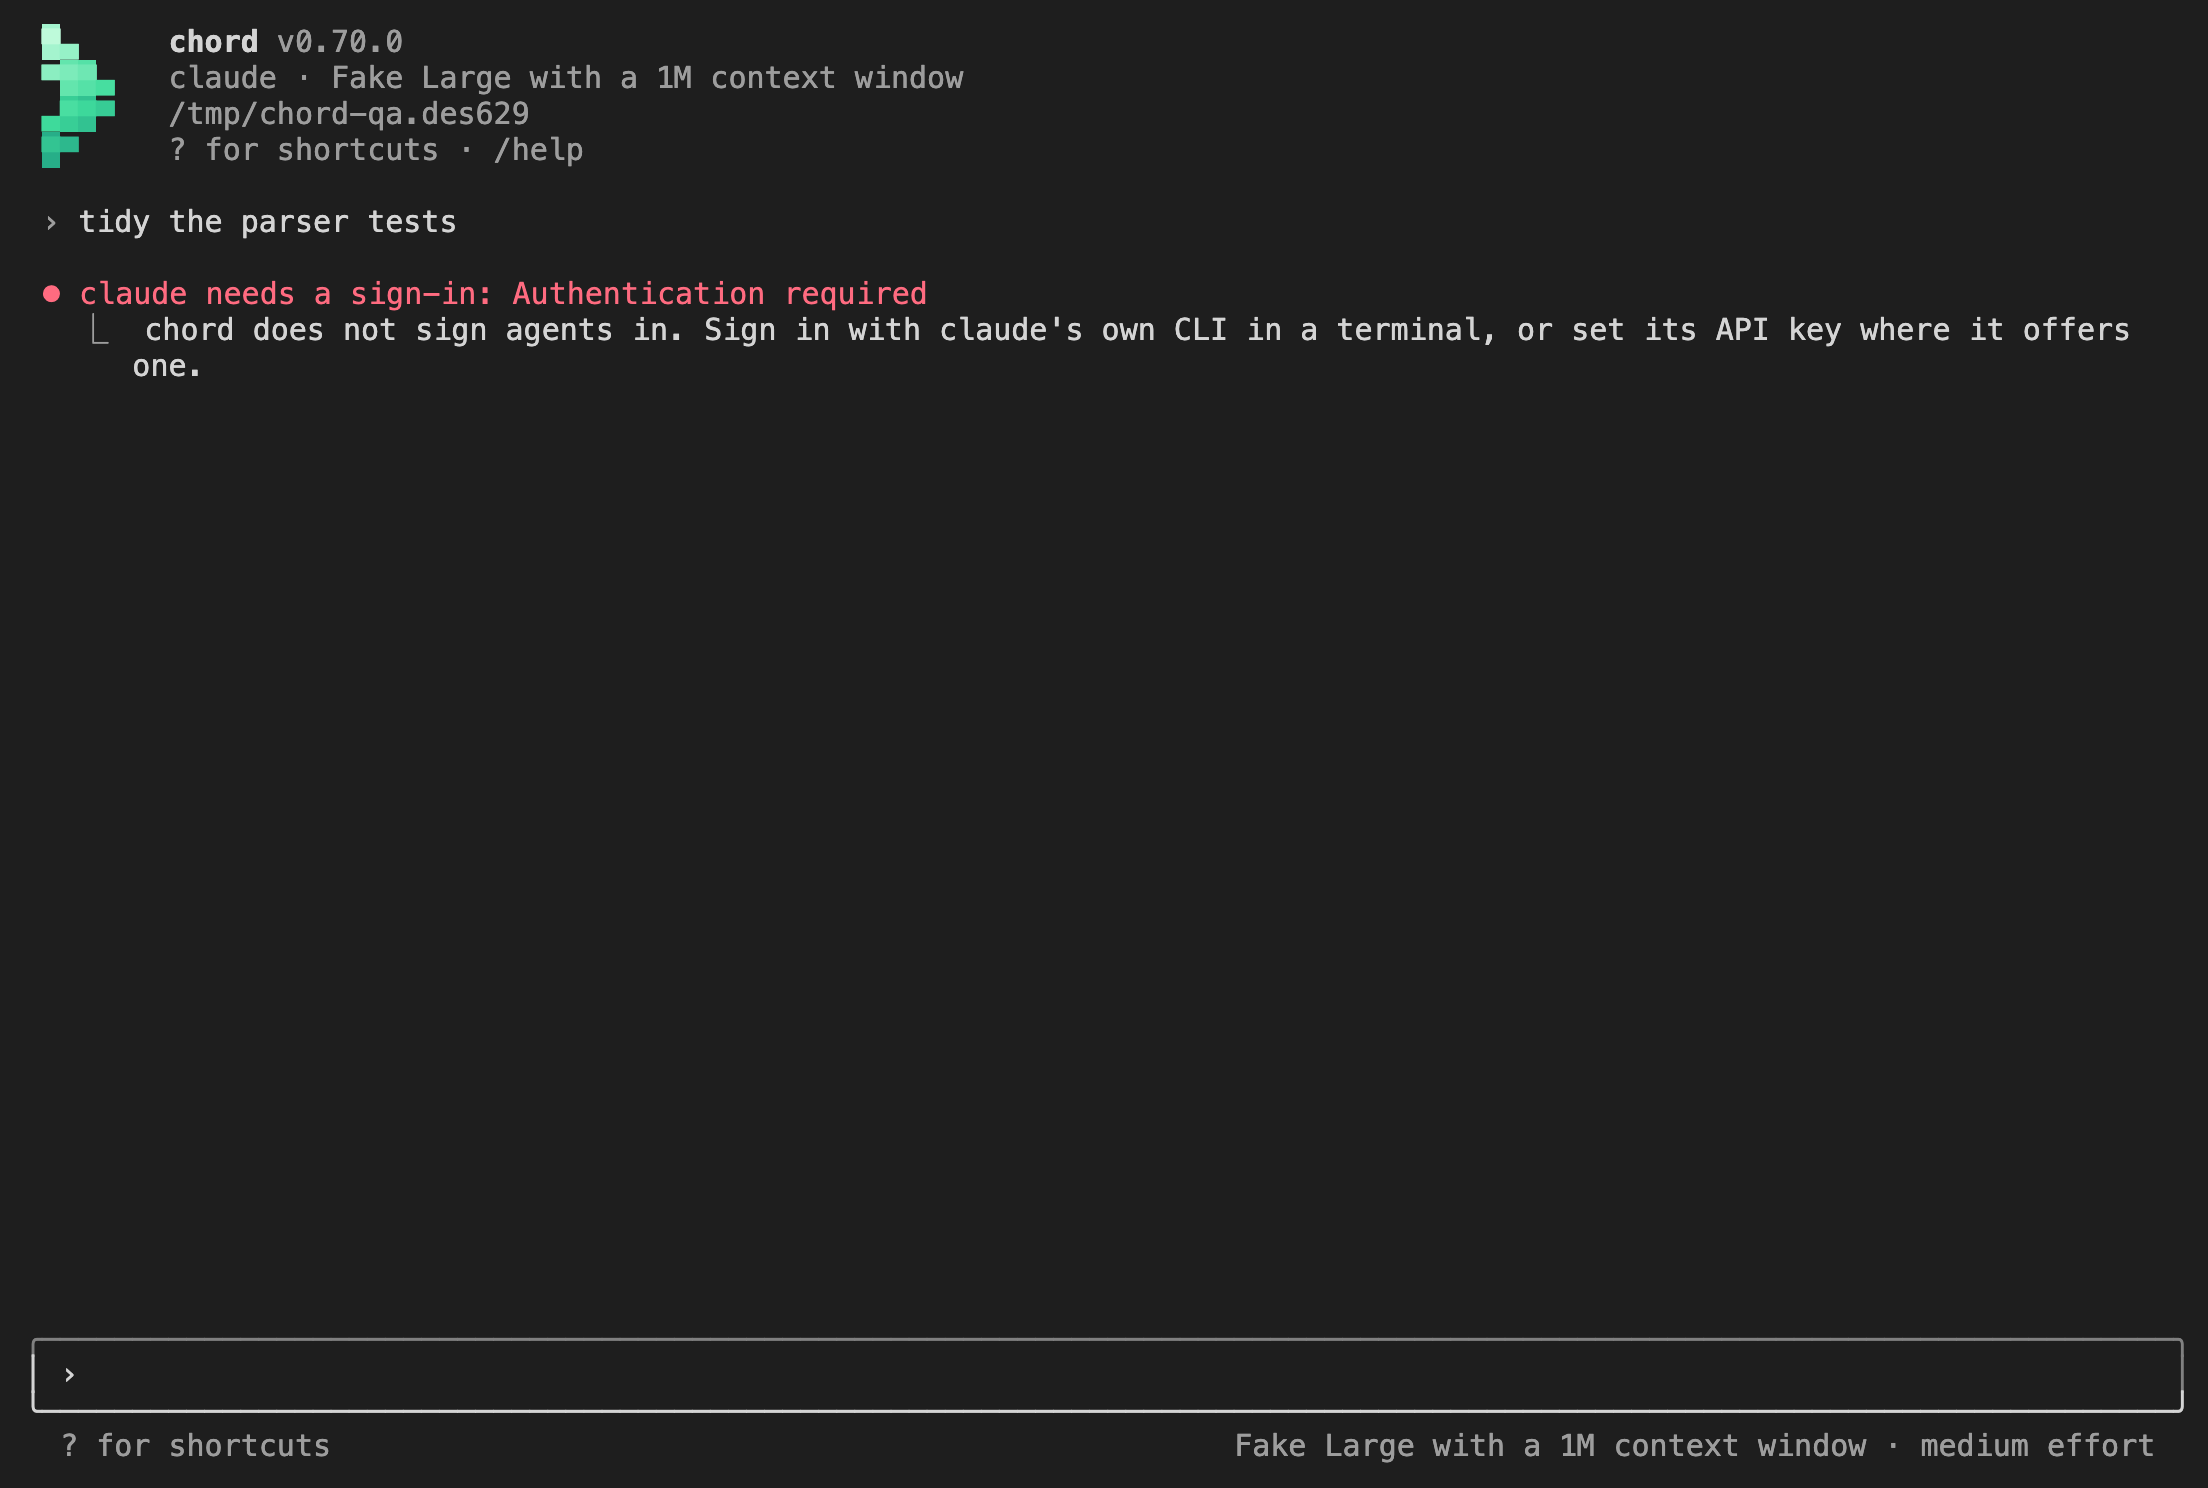 chord v0.70.0
claude · Fake Large with a 1M context window
/tmp/chord-qa.des629
? for shortcuts · /help
› tidy the parser tests
● claude needs a sign-in: Authentication required
⎿  chord does not sign agents in. Sign in with claude's own CLI in a terminal, or set its API key where it offers
one.
›
? for shortcuts
Fake Large with a 1M context window · medium effort